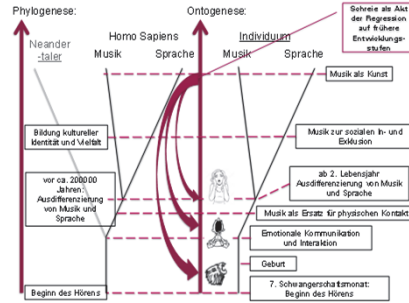 Phylogenese:
Ontogenese:
Schreie als Akt
der Regression
auf frühere
Entwicklungs-
stufen
Neander
-taler
Homo Sapiens
Musik
Sprache
Individuum
Musik
Sprache
Musik als Kunst
Bildung kultureller
Identität und Vielfalt
Musik zur sozialen In- und
Exklusion
vor ca. 200000
Jahren:
Ausdifferenzierung
von Musik und
Sprache
ab 2. Lebensjahr
Ausdifferenzierung von Musik
und Sprache
Musik als Ersatz für physischen Kontakt
Emotionale Kommunikation
und Interaktion
Geburt
Beginn des Hörens
7. Schwangerschaftsmonat:
Beginn des Hörens